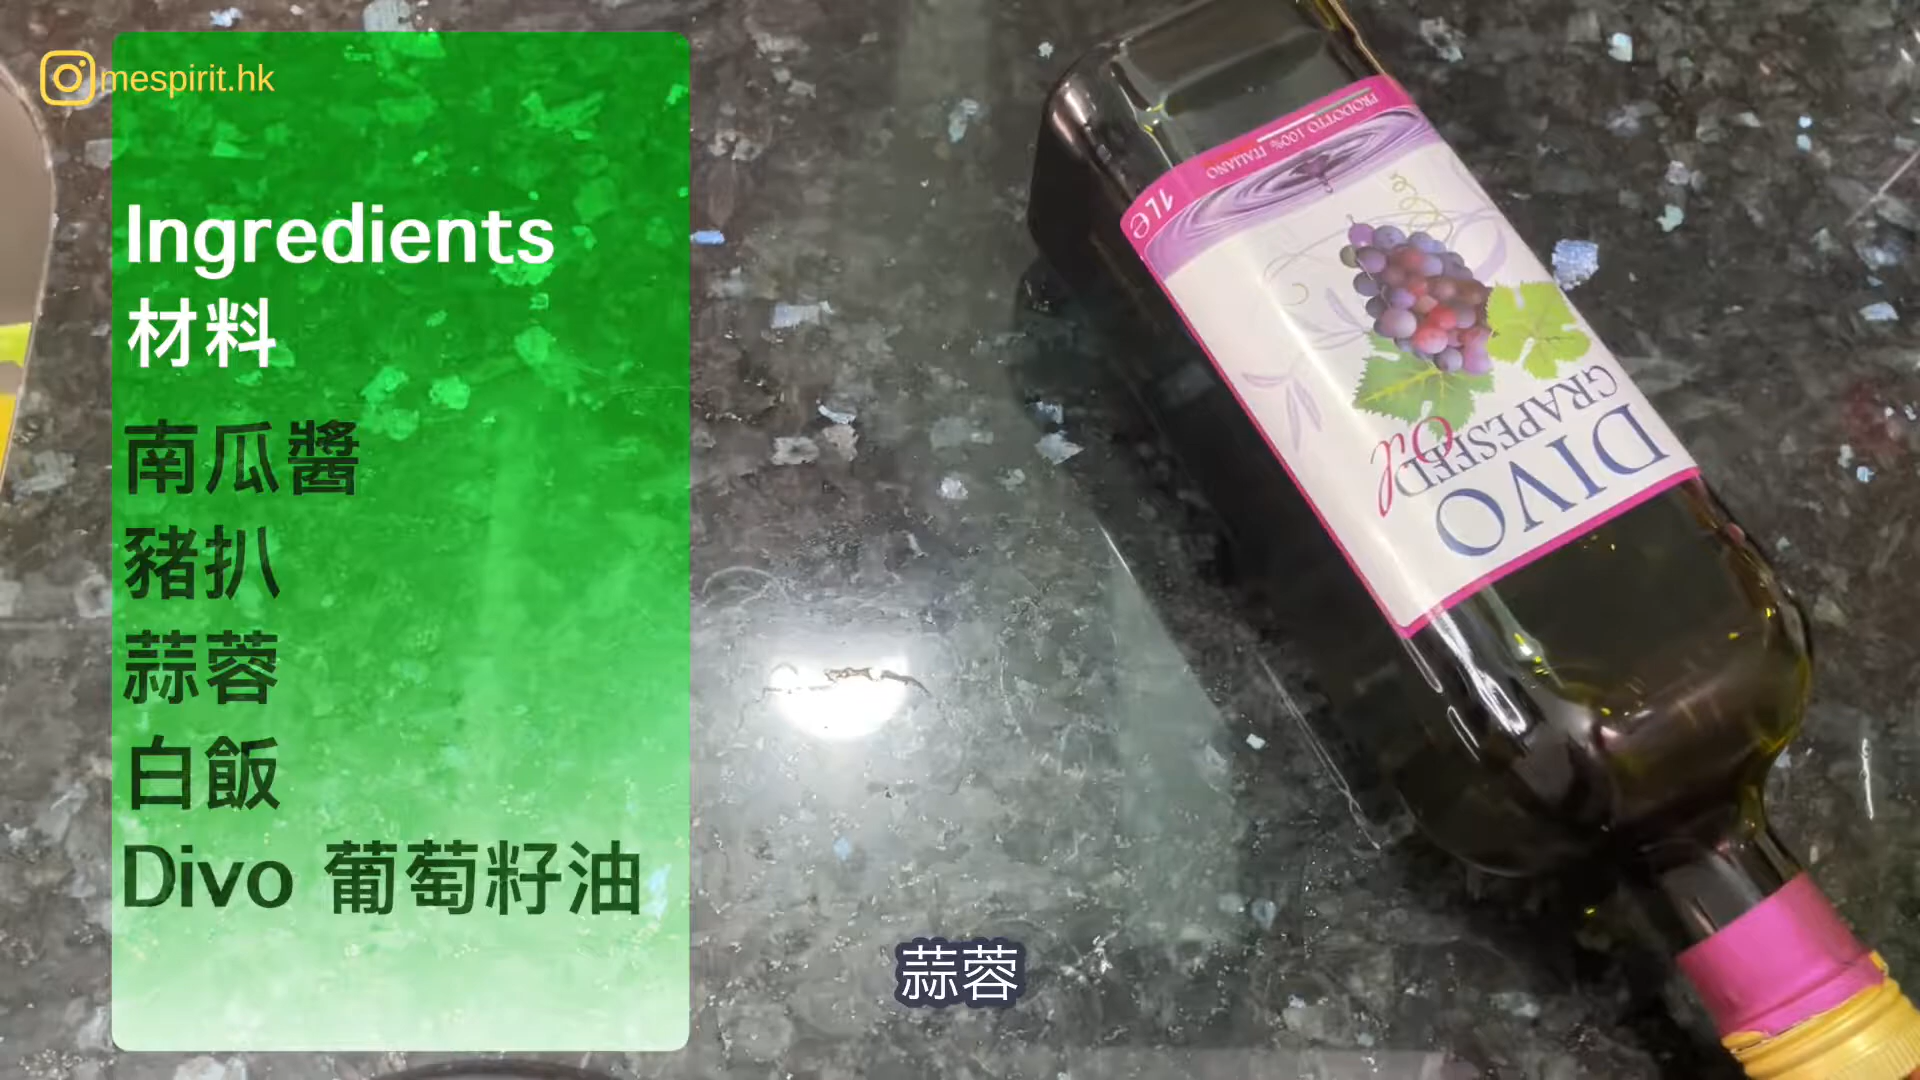 mespirit.hk
Ingredients
材料
南瓜醬
豬扒
蒜蓉
白飯
Divo 葡萄籽油
PRODOTTO 100% ITALIANO
1L e
DIVO
GRAPESEED
Oil
蒜蓉